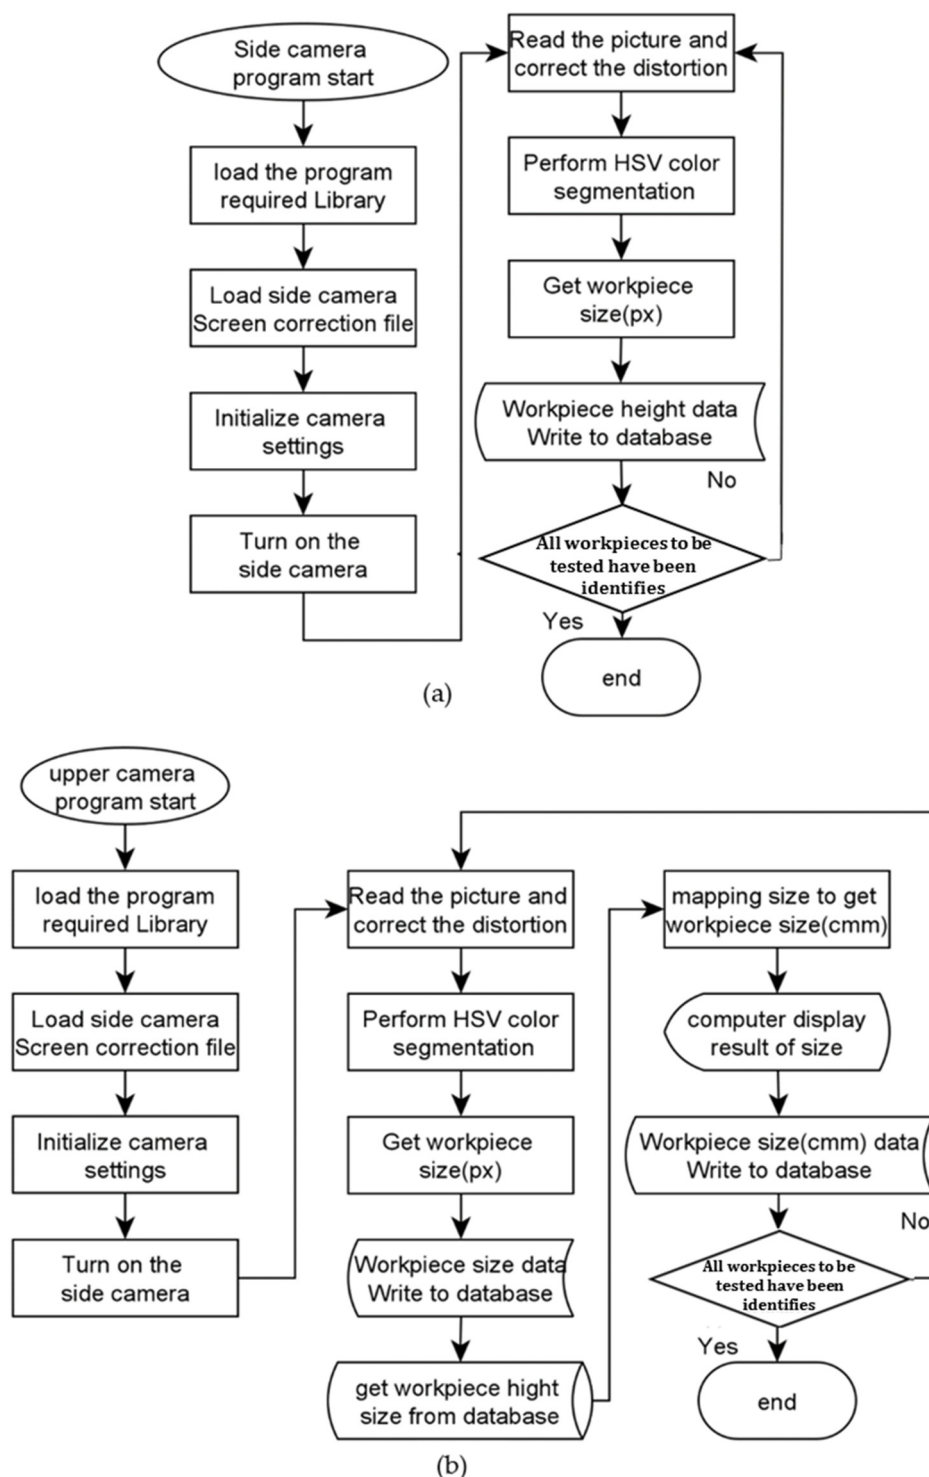 Side camera
program start
load the program
required Library
Load side camera
Screen correction file
Initialize camera
settings
Turn on the
side camera
Read the picture and
correct the distortion
Perform HSV color
segmentation
Get workpiece
size(px)
Workpiece height data
Write to database
No
All workpieces to be
tested have been
identifies
Yes
end
(a)
upper camera
program start
load the program
required Library
Load side camera
Screen correction file
Initialize camera
settings
Turn on the
side camera
Read the picture and
correct the distortion
Perform HSV color
segmentation
Get workpiece
size(px)
Workpiece size data
Write to database
get workpiece hight
size from database
mapping size to get
workpiece size(cmm)
computer display
result of size
Workpiece size(cmm) data
Write to database
No
All workpieces to be
tested have been
identifies
Yes
end
(b)